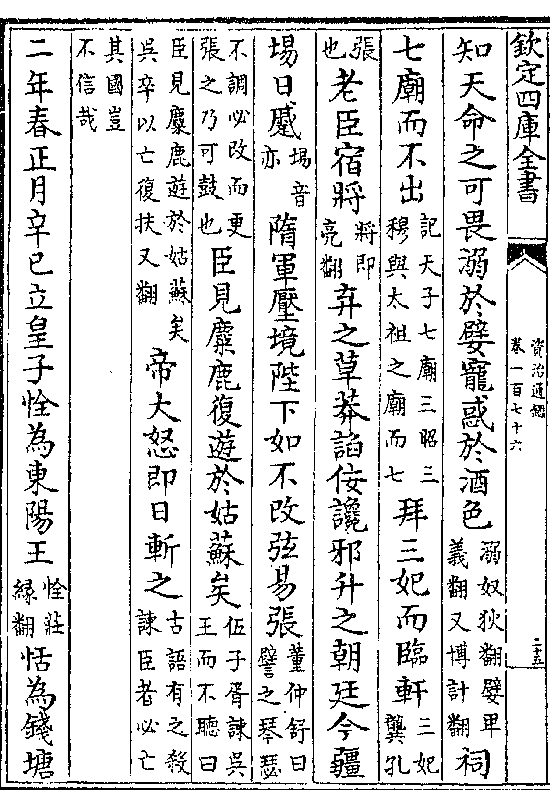 欽定四庫全書
資治通鑑
卷一百七十六
二十五
知天命之可畏溺於嬖寵惑於酒色溺奴狄翻嬖卑義翻又博計翻祠
七廟而不出記天子七廟三昭三穆與太祖之廟而七拜三妃而臨軒三妃龔孔
張也老臣宿將將即亮翻弃之草莽諂佞讒邪升之朝廷今疆
埸日蹙埸音亦隋軍壓境陛下如不改弦易張董仲舒曰譬之琴瑟
不調必改而更張之乃可鼓也臣見麋鹿復遊於姑蘇矣伍子胥諫吳王而不聽曰
臣見麋鹿遊於姑蘇矣吳卒以亡復扶又翻帝大怒即日斬之古語有之殺諫臣者必亡
其國豈不信哉
二年春正月辛巳立皇子恮為東陽王恮莊緑翻恬為錢塘